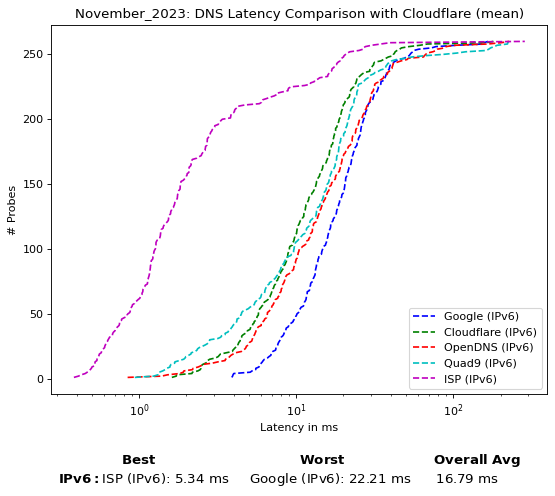 November_2023: DNS Latency Comparison with Cloudflare (mean)
# Probes
250
200
150
100
50
0
Google (IPv6)
Cloudflare (IPv6)
OpenDNS (IPv6)
Quad9 (IPv6)
ISP (IPv6)
10⁰ 10¹ 10²
Latency in ms
Best Worst Overall Avg
IPv6: ISP (IPv6): 5.34 ms Google (IPv6): 22.21 ms 16.79 ms